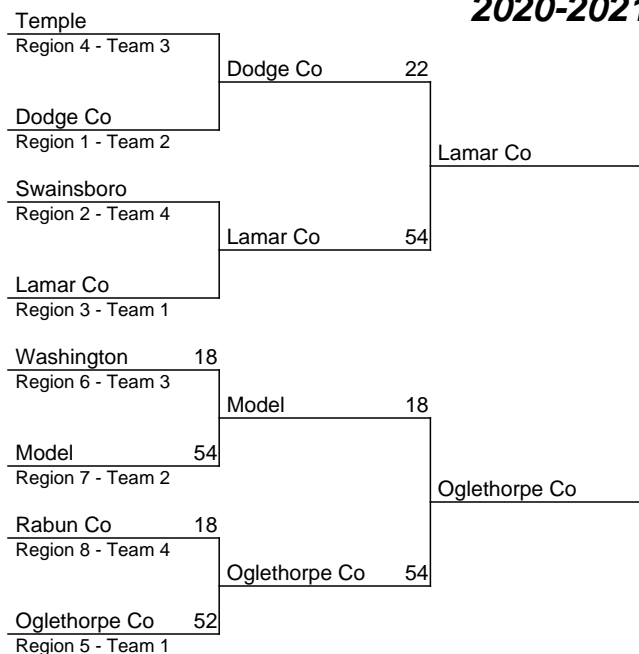 2020-2021
Temple
Region 4 - Team 3
Dodge Co 22
Dodge Co
Region 1 - Team 2
Lamar Co
Swainsboro
Region 2 - Team 4
Lamar Co 54
Lamar Co
Region 3 - Team 1
Washington 18
Region 6 - Team 3
Model 18
Model 54
Region 7 - Team 2
Oglethorpe Co
Rabun Co 18
Region 8 - Team 4
Oglethorpe Co 54
Oglethorpe Co 52
Region 5 - Team 1